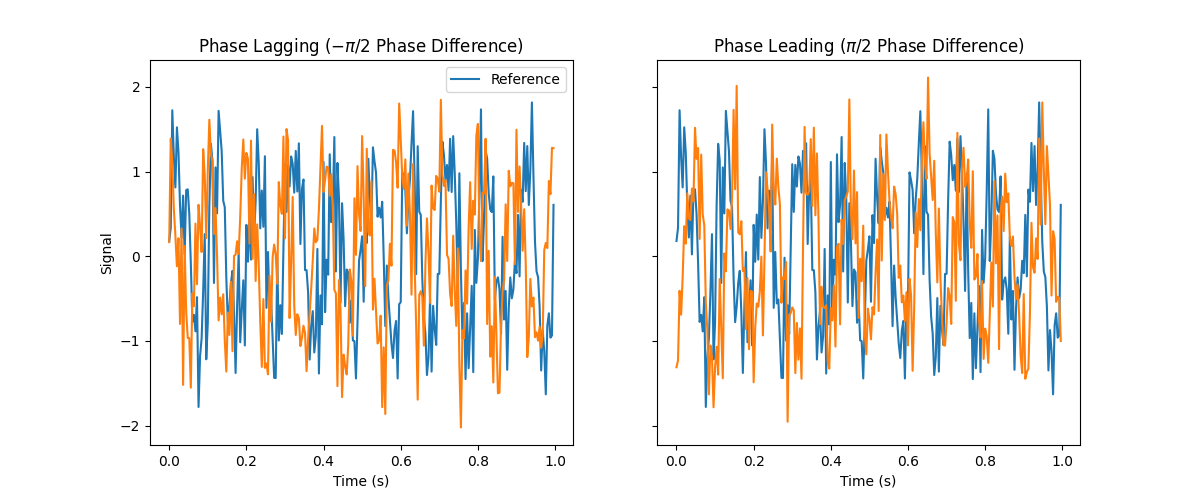 Phase Lagging (−π/2 Phase Difference)
Phase Leading (π/2 Phase Difference)
Reference
Signal
2
1
0
−1
−2
0.0 0.2 0.4 0.6 0.8 1.0
0.0 0.2 0.4 0.6 0.8 1.0
Time (s)
Time (s)